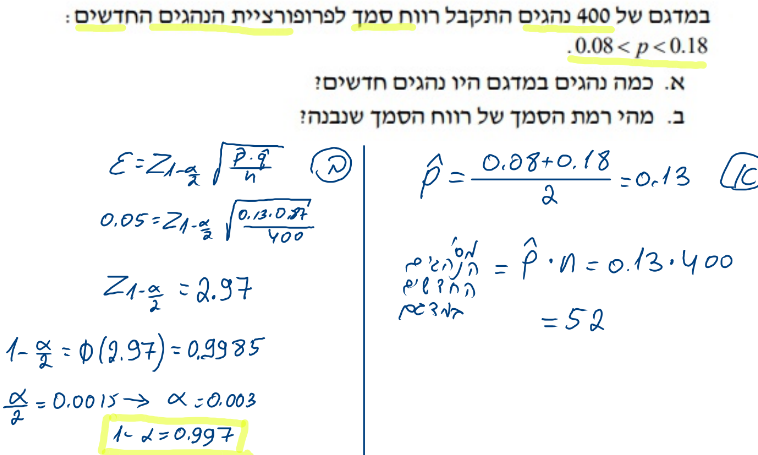 במדגם של 400 נהגים התקבל רווח סמך לפרופורציית הנהגים החדשים :
0.08 < p < 0.18 .
א. כמה נהגים במדגם היו נהגים חדשים?
ב. מהי רמת הסמך של רווח הסמך שנבנה?
א
p̂ = (0.08+0.18)/2 = 0.13
מס' הנהגים החדשים במדגם = p̂·n = 0.13·400
= 52
ב
ε = Z₁₋α/₂ √(p̂·q̂/n)
0.05 = Z₁₋α/₂ √(0.13·0.87/400)
Z₁₋α/₂ = 2.97
1-α/2 = Φ(2.97) = 0.9985
α/2 = 0.0015 → α = 0.003
1-α = 0.997